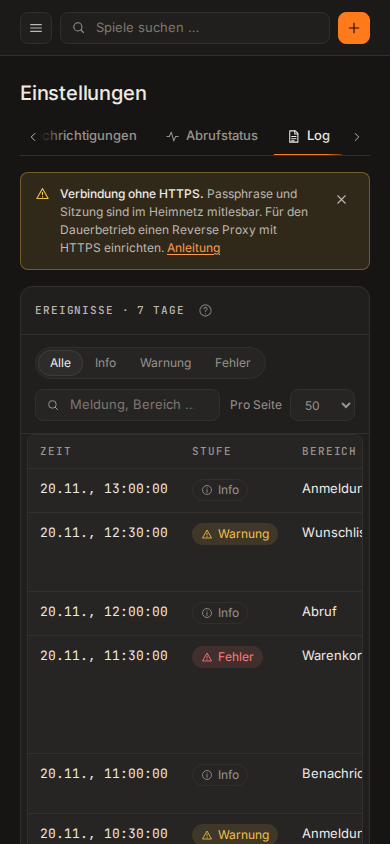 Spiele suchen ...
Einstellungen
chrichtigungen Abrufstatus Log
Verbindung ohne HTTPS. Passphrase und
Sitzung sind im Heimnetz mitlesbar. Für den
Dauerbetrieb einen Reverse Proxy mit
HTTPS einrichten. Anleitung
EREIGNISSE · 7 TAGE
Alle Info Warnung Fehler
Meldung, Bereich ... Pro Seite 50
ZEIT STUFE BEREICH
20.11., 13:00:00 Info Anmeldun
20.11., 12:30:00 Warnung Wunschlis
20.11., 12:00:00 Info Abruf
20.11., 11:30:00 Fehler Warenkor
20.11., 11:00:00 Info Benachric
20.11., 10:30:00 Warnung Anmeldun